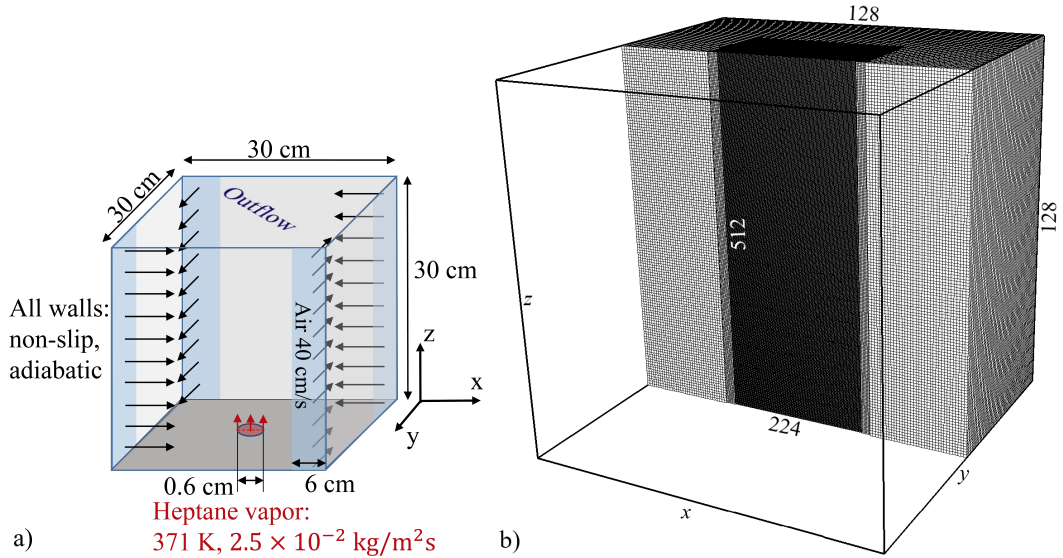 30 cm
30 cm
Outflow
30 cm
All walls:
non-slip,
adiabatic
Air 40 cm/s
z
x
y
0.6 cm
6 cm
Heptane vapor:
371 K, 2.5 × 10⁻² kg/m²s
a)
128
512
128
z
224
x
y
b)